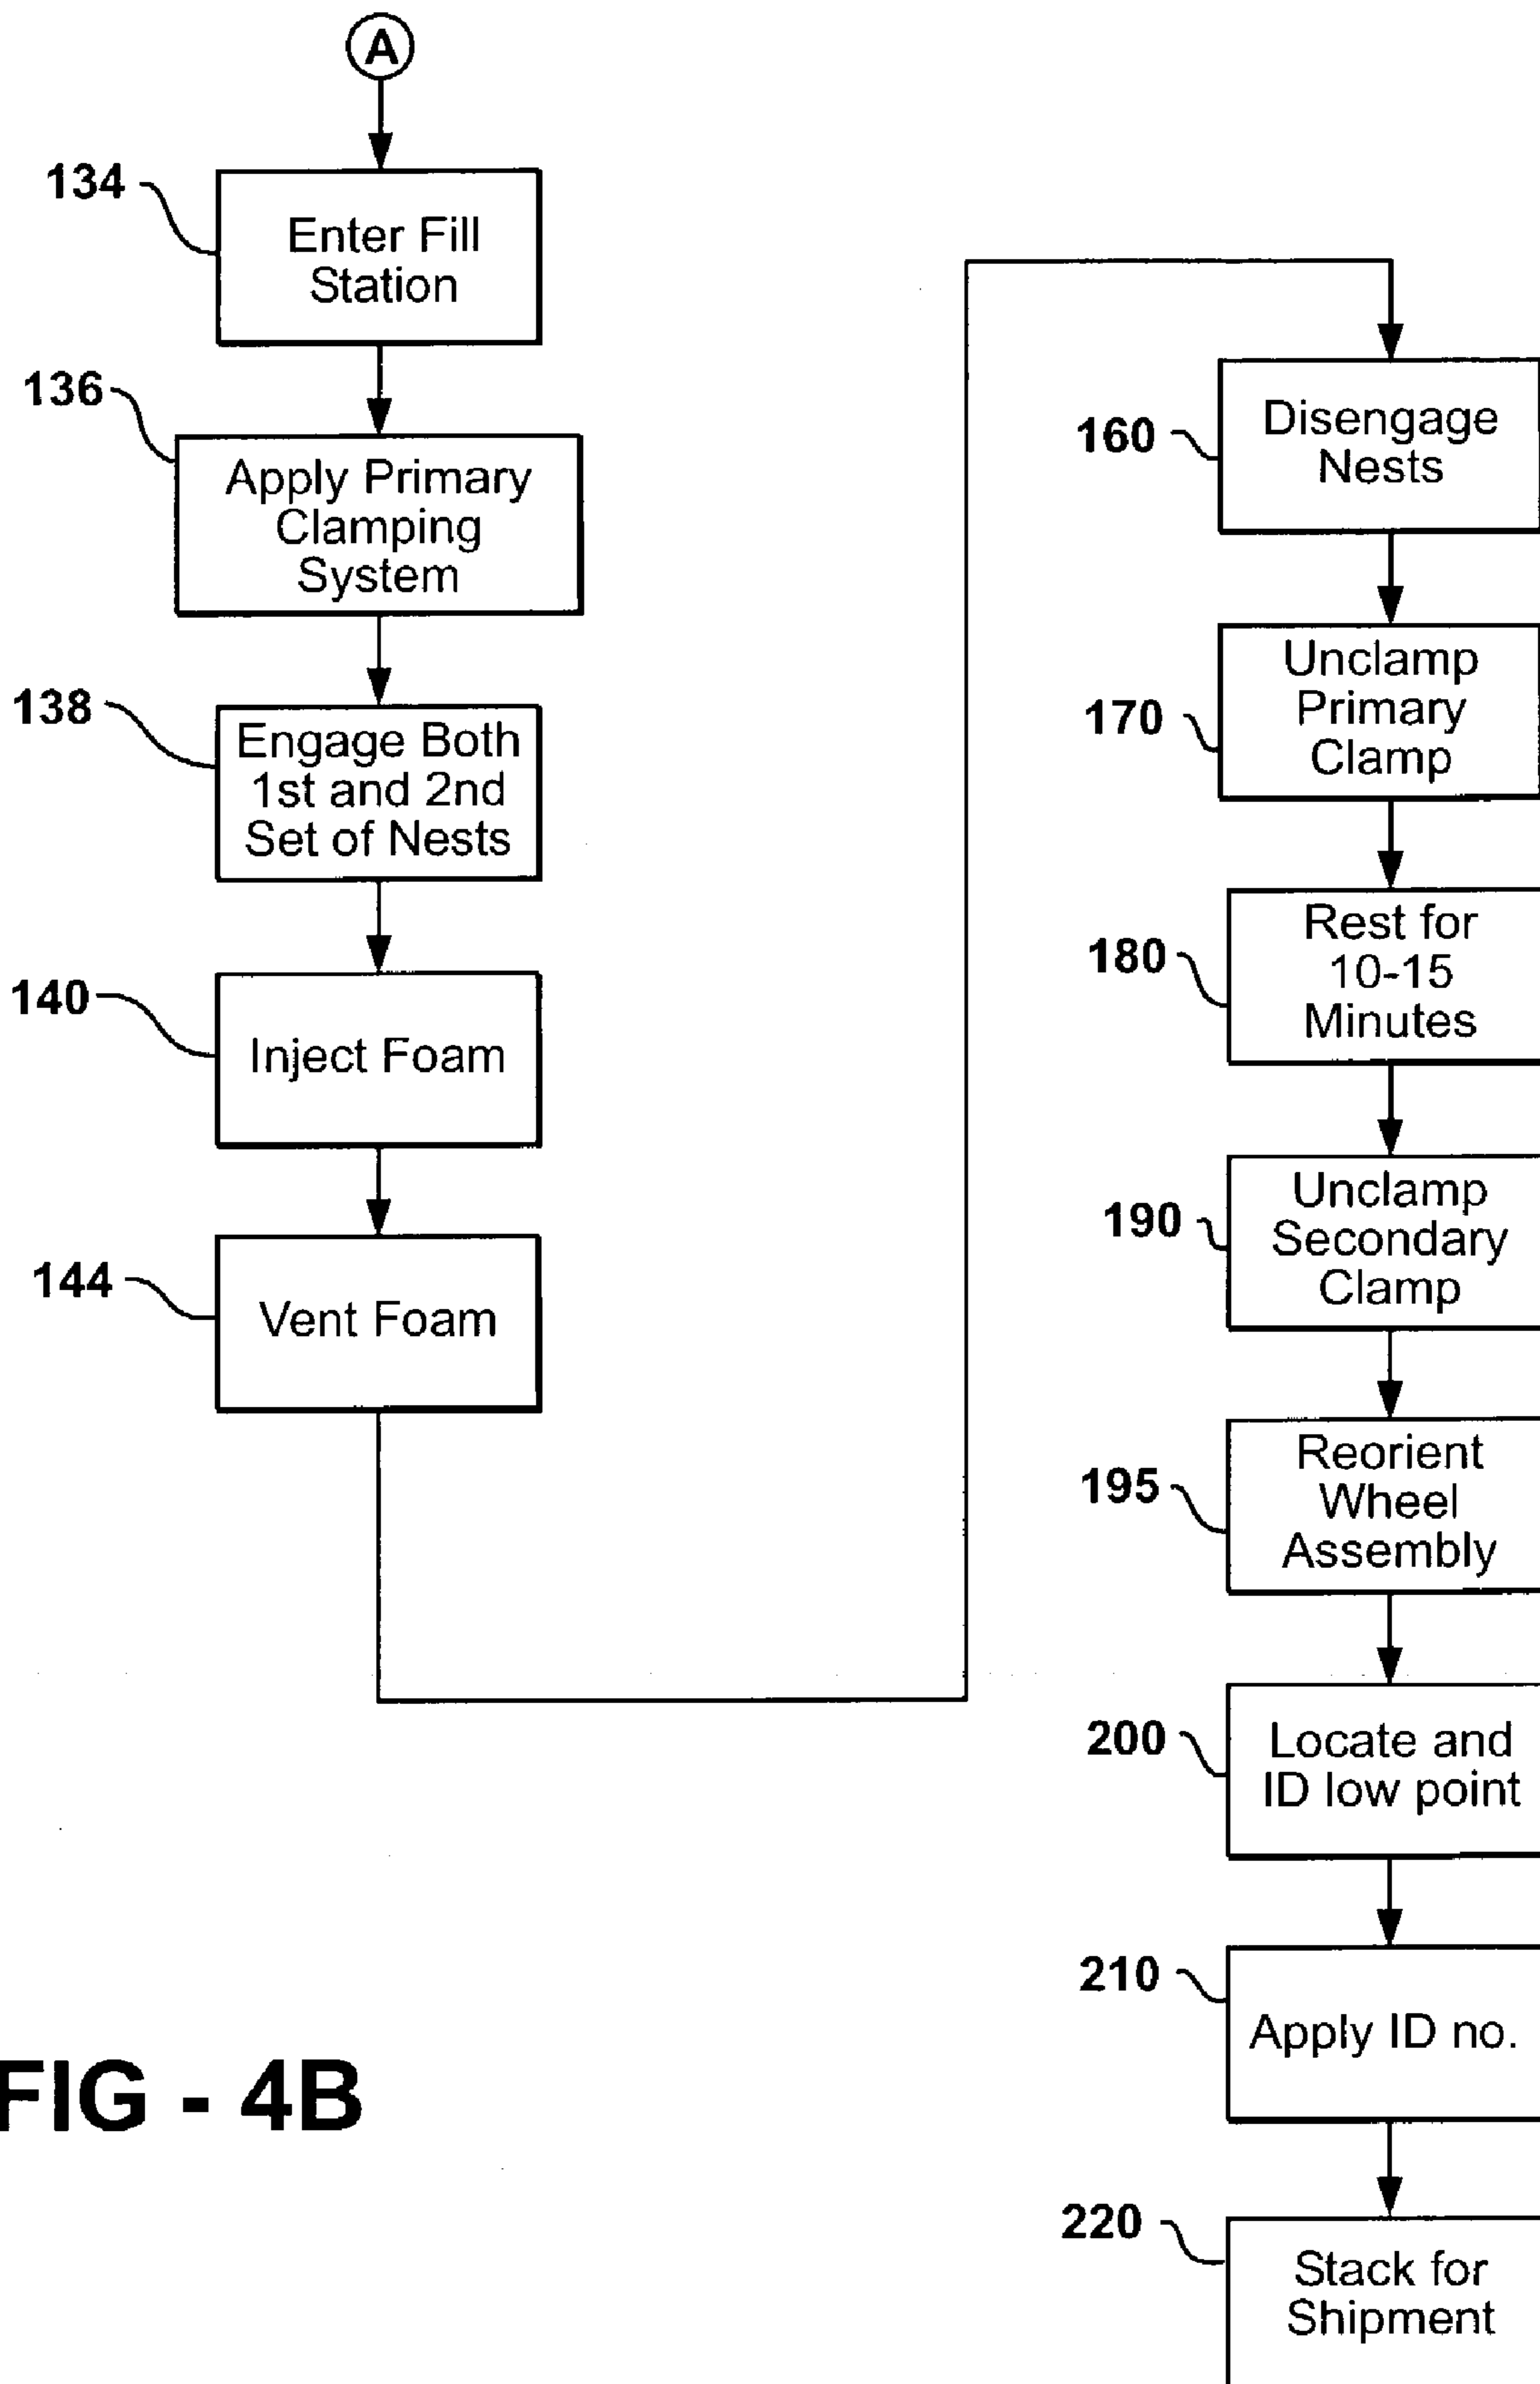 A
134
Enter Fill
Station
136
Apply Primary
Clamping
System
138
Engage Both
1st and 2nd
Set of Nests
140
Inject Foam
144
Vent Foam
160
Disengage
Nests
170
Unclamp
Primary
Clamp
180
Rest for
10-15
Minutes
190
Unclamp
Secondary
Clamp
195
Reorient
Wheel
Assembly
200
Locate and
ID low point
210
Apply ID no.
220
Stack for
Shipment
FIG - 4B